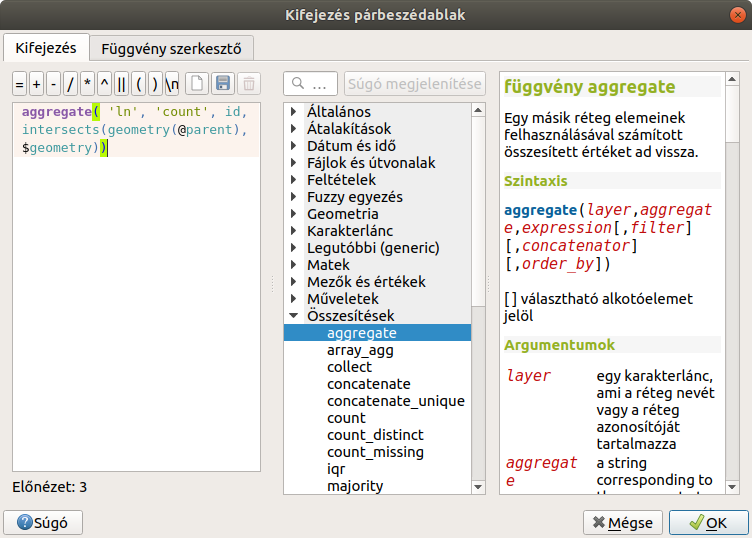 Kifejezés párbeszédablak
Kifejezés
Függvény szerkesztő
= + - / * ^ || ( ) \n
aggregate( 'ln', 'count', id,
intersects(geometry(@parent),
$geometry))
Előnézet: 3
...
Súgó megjelenítése
Általános
Átalakítások
Dátum és idő
Fájlok és útvonalak
Feltételek
Fuzzy egyezés
Geometria
Karakterlánc
Legutóbbi (generic)
Matek
Mezők és értékek
Műveletek
Összesítések
aggregate
array_agg
collect
concatenate
concatenate_unique
count
count_distinct
count_missing
iqr
majority
függvény aggregate
Egy másik réteg elemeinek
felhasználásával számított
összesített értéket ad vissza.
Szintaxis
aggregate(layer,aggregat
e,expression[,filter]
[,concatenator]
[,order_by])
[ ] választható alkotóelemet
jelöl
Argumentumok
layer
egy karakterlánc,
ami a réteg nevét
vagy a réteg
azonosítóját
tartalmazza
aggregat
e
a string
corresponding to
Súgó
Mégse
OK